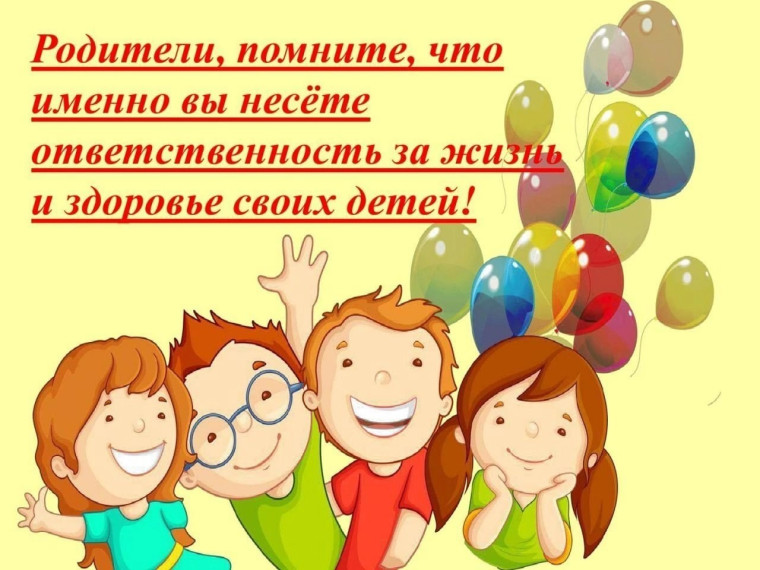 Родители, помните, что
именно вы несёте
ответственность за жизнь
и здоровье своих детей!